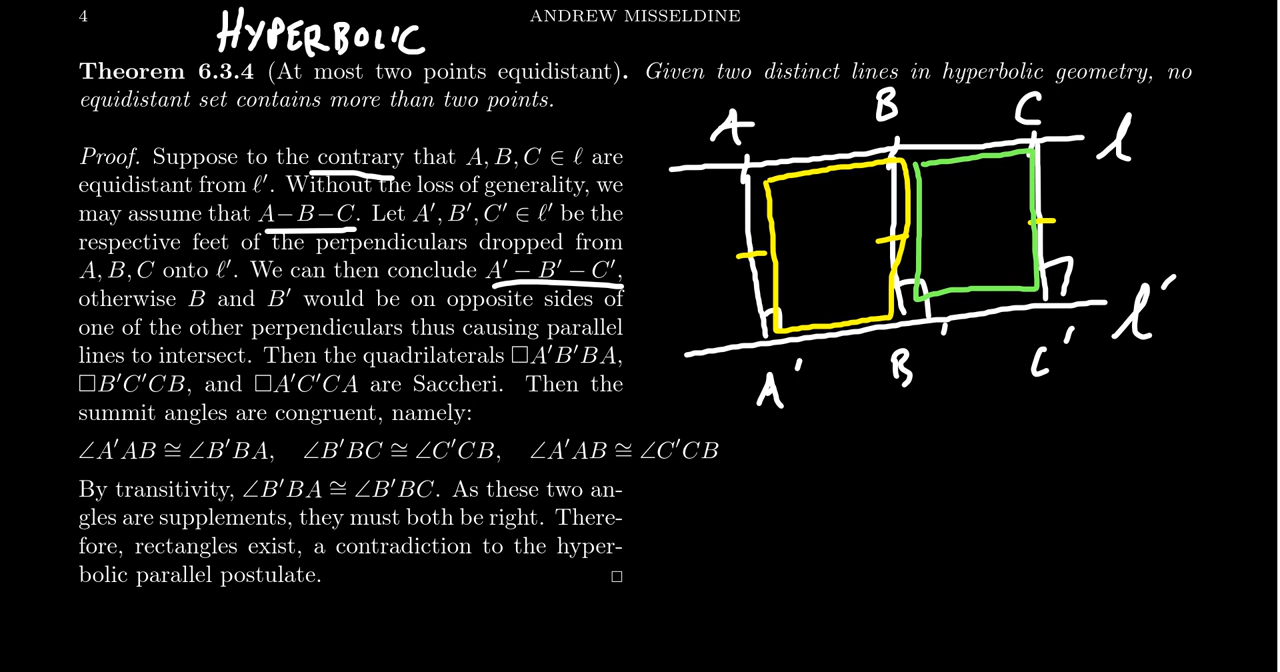 4 ANDREW MISSELDINE
HYPERBOLIC
Theorem 6.3.4 (At most two points equidistant). Given two distinct lines in hyperbolic geometry, no
equidistant set contains more than two points.
Proof. Suppose to the contrary that A, B, C ∈ ℓ are
equidistant from ℓ′. Without the loss of generality, we
may assume that A−B−C. Let A′, B′, C′ ∈ ℓ′ be the
respective feet of the perpendiculars dropped from
A, B, C onto ℓ′. We can then conclude A′ − B′ − C′,
otherwise B and B′ would be on opposite sides of
one of the other perpendiculars thus causing parallel
lines to intersect. Then the quadrilaterals □A′B′BA,
□B′C′CB, and □A′C′CA are Saccheri. Then the
summit angles are congruent, namely:
∠A′AB ≅ ∠B′BA, ∠B′BC ≅ ∠C′CB, ∠A′AB ≅ ∠C′CB
By transitivity, ∠B′BA ≅ ∠B′BC. As these two an-
gles are supplements, they must both be right. There-
fore, rectangles exist, a contradiction to the hyper-
bolic parallel postulate. □
A B C ℓ
A′ B′ C′ ℓ′